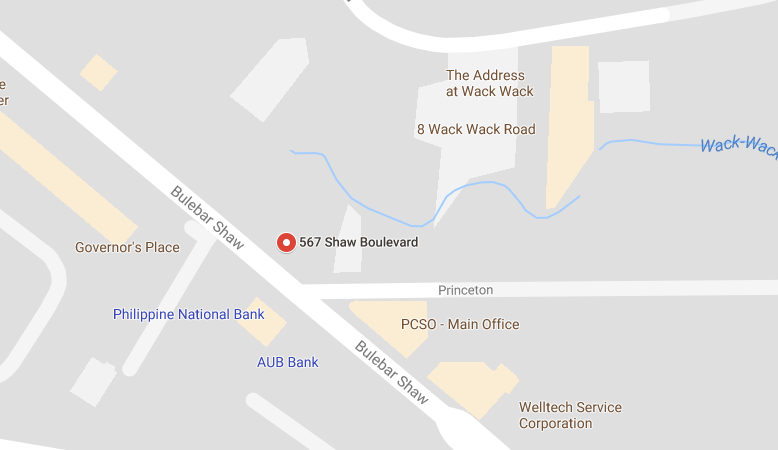 The Address
at Wack Wack
8 Wack Wack Road
Wack-Wack
e
er
Bulebar Shaw
Governor's Place
567 Shaw Boulevard
Princeton
Philippine National Bank
PCSO - Main Office
AUB Bank
Bulebar Shaw
Welltech Service
Corporation